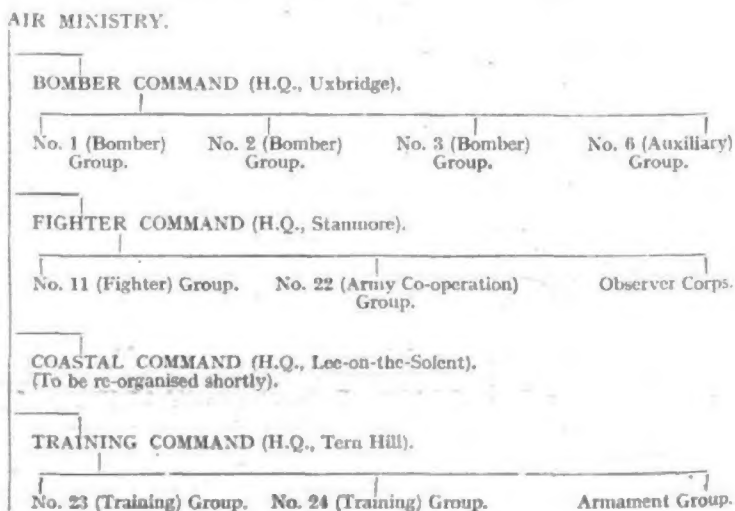 AIR MINISTRY.
BOMBER COMMAND (H.Q., Uxbridge).
No. 1 (Bomber) Group.
No. 2 (Bomber) Group.
No. 3 (Bomber) Group.
No. 6 (Auxiliary) Group.
FIGHTER COMMAND (H.Q., Stanmore).
No. 11 (Fighter) Group.
No. 22 (Army Co-operation) Group.
Observer Corps.
COASTAL COMMAND (H.Q., Lee-on-the-Solent).
(To be re-organised shortly).
TRAINING COMMAND (H.Q., Tern Hill).
No. 23 (Training) Group.
No. 24 (Training) Group.
Armament Group.